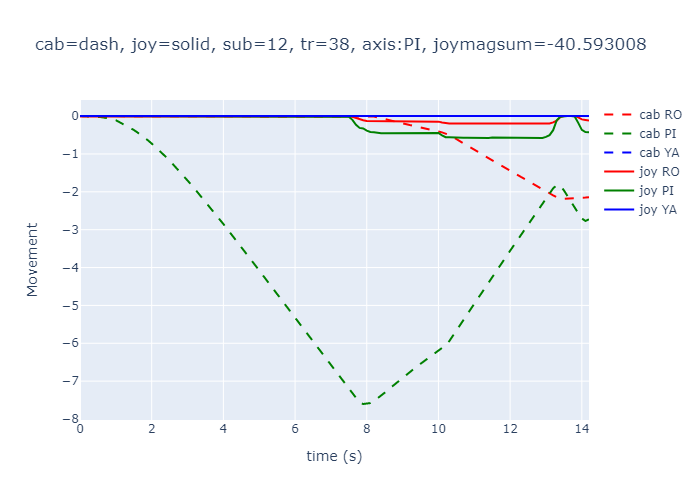 cab=dash, joy=solid, sub=12, tr=38, axis:PI, joymagsum=-40.593008
0
−1
−2
−3
−4
−5
−6
−7
−8
Movement
0 2 4 6 8 10 12 14
time (s)
cab RO
cab PI
cab YA
joy RO
joy PI
joy YA